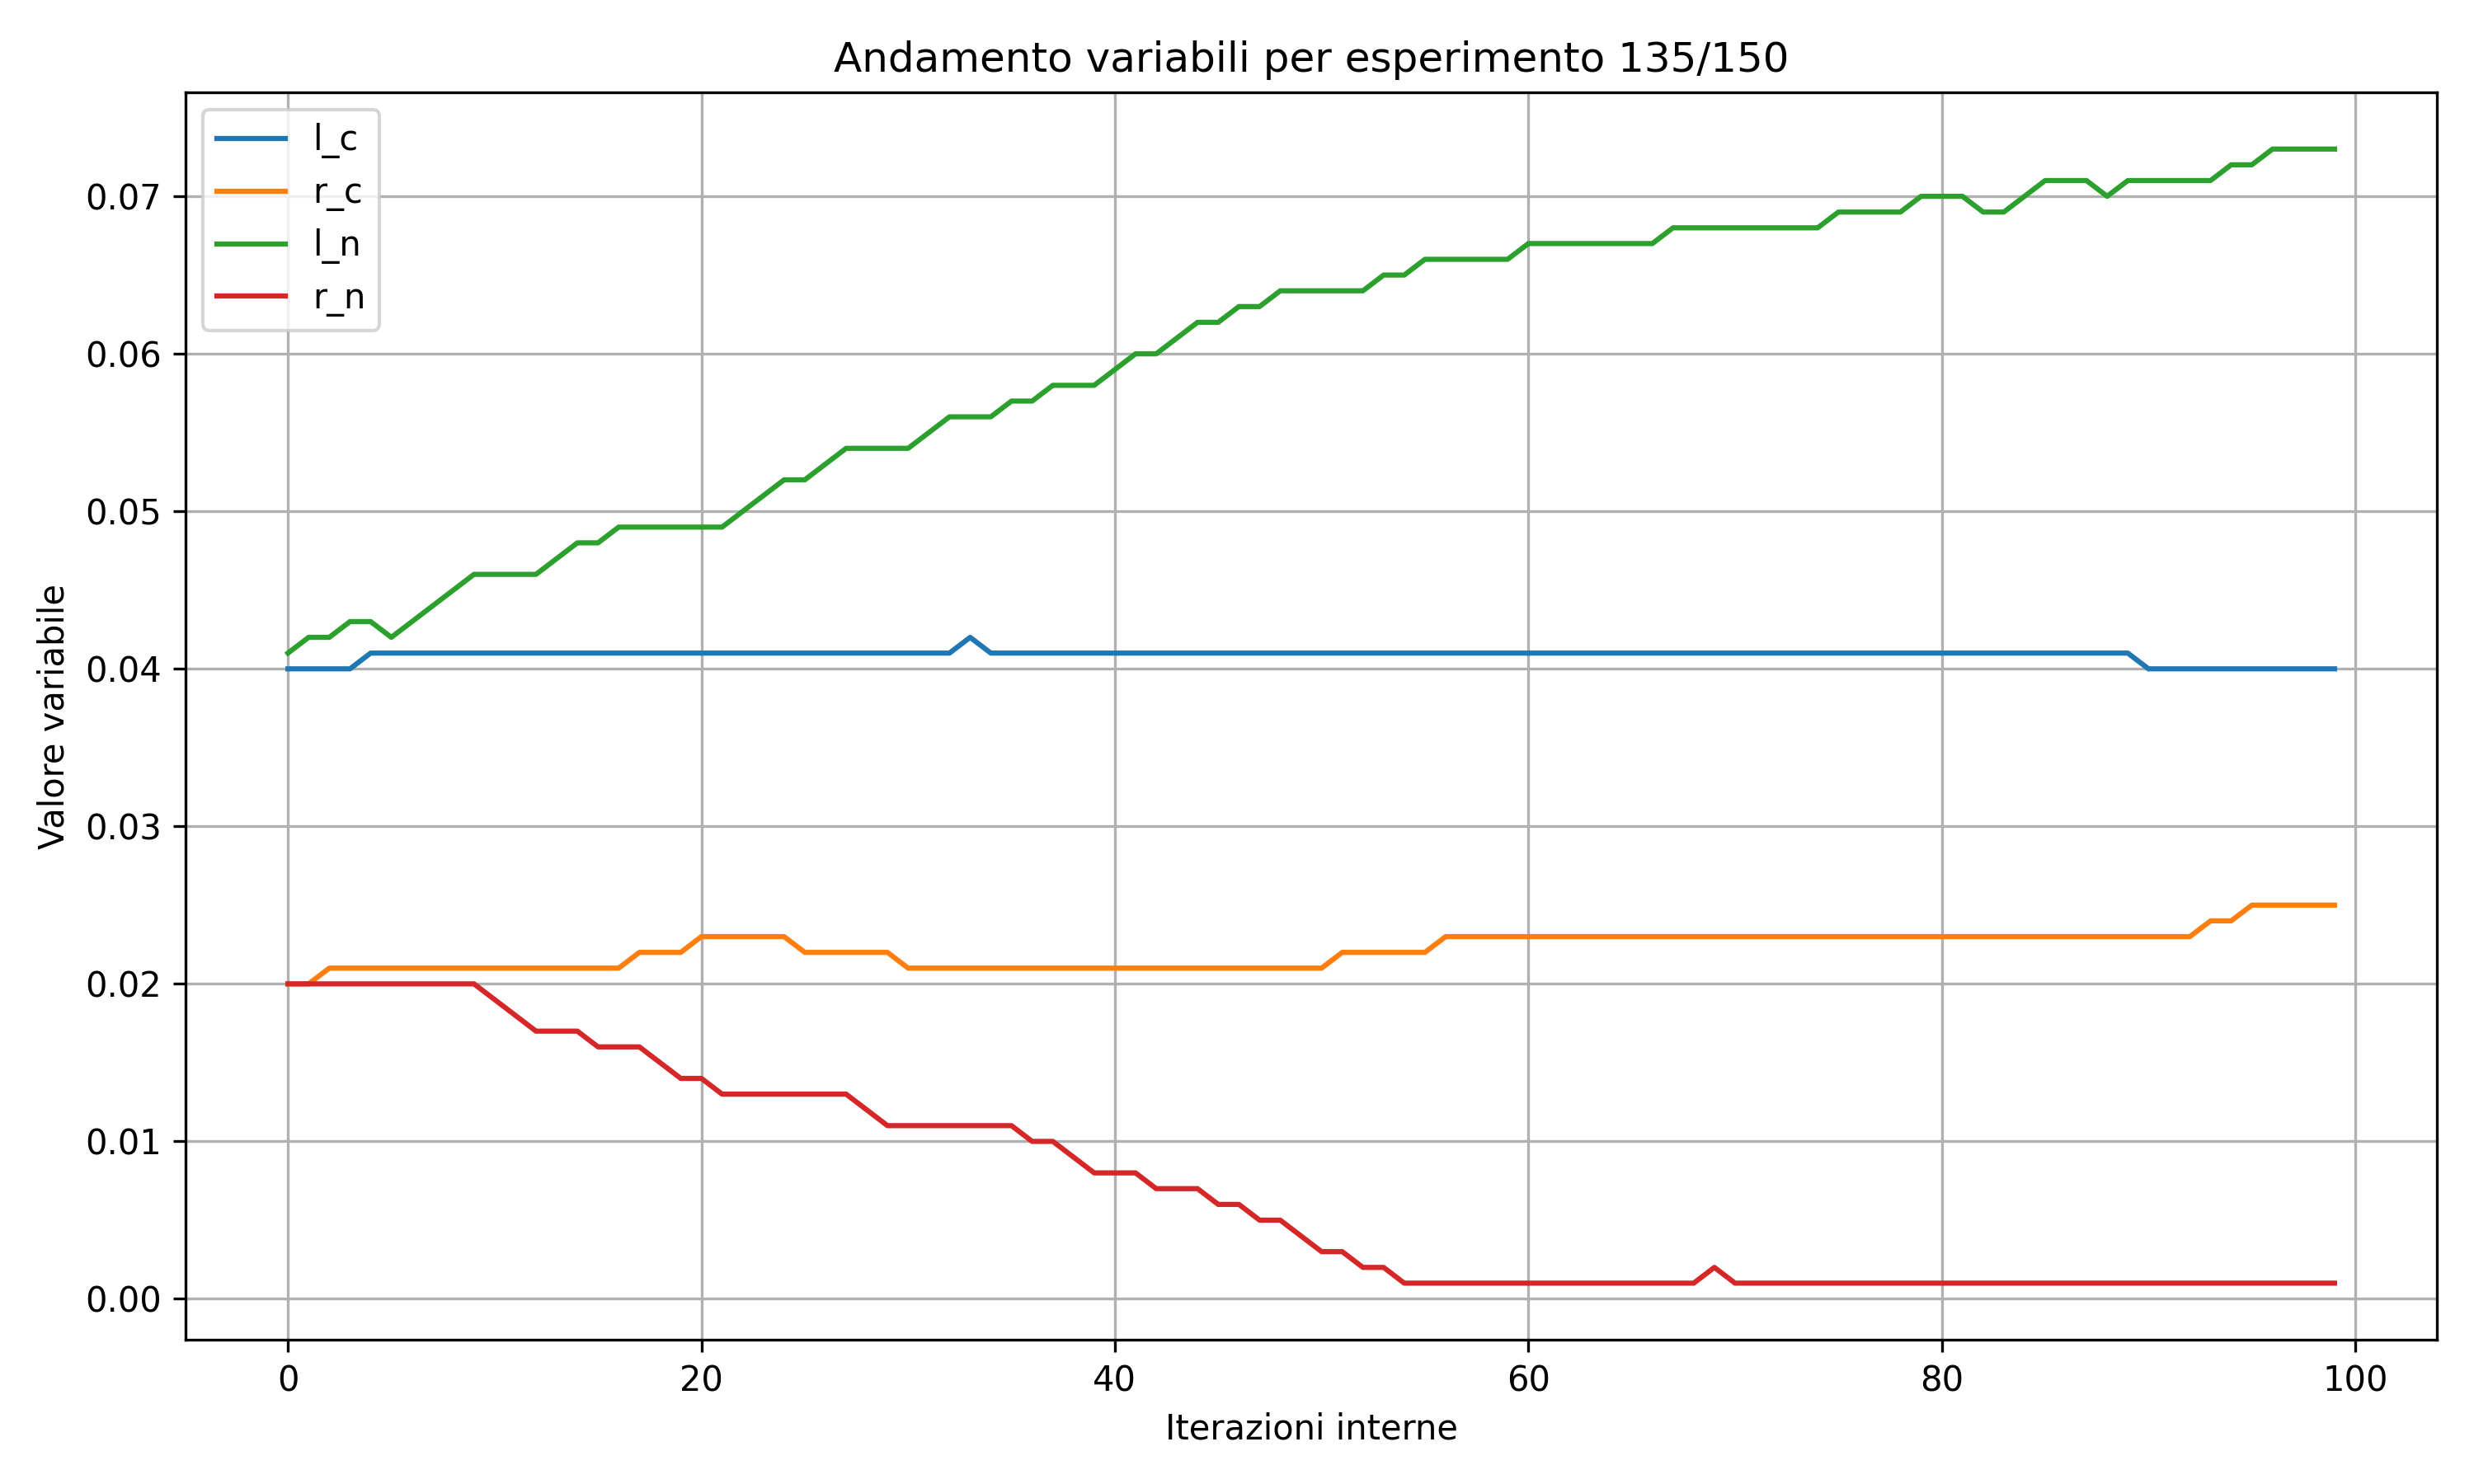 Andamento variabili per esperimento 135/150
l_c
r_c
l_n
r_n
0.07
0.06
0.05
0.04
0.03
0.02
0.01
0.00
Valore variabile
0 20 40 60 80 100
Iterazioni interne